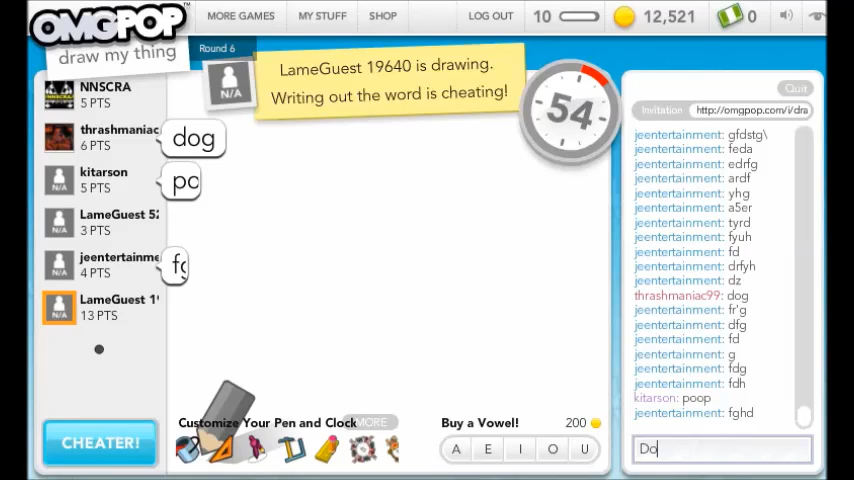 OMGPOP
draw my thing
MORE GAMES
MY STUFF
SHOP
LOG OUT
10
12,521
0
Round 6
N/A
LameGuest 19640 is drawing.
Writing out the word is cheating!
54
NNSCRA
5 PTS
thrashmaniac
6 PTS
dog
N/A
kitarson
5 PTS
po
N/A
LameGuest 52
3 PTS
N/A
jeentertainme
4 PTS
fg
N/A
LameGuest 19
13 PTS
CHEATER!
Customize Your Pen and Clock
MORE
Buy a Vowel!
200
A E I O U
Quit
Invitation http://omgpop.com/i/dra
jeentertainment: gfdstg\
jeentertainment: feda
jeentertainment: edrfg
jeentertainment: ardf
jeentertainment: yhg
jeentertainment: a5er
jeentertainment: tyrd
jeentertainment: fyuh
jeentertainment: fd
jeentertainment: drfyh
jeentertainment: dz
thrashmaniac99: dog
jeentertainment: fr'g
jeentertainment: dfg
jeentertainment: fd
jeentertainment: g
jeentertainment: fdg
jeentertainment: fdh
kitarson: poop
jeentertainment: fghd
Do